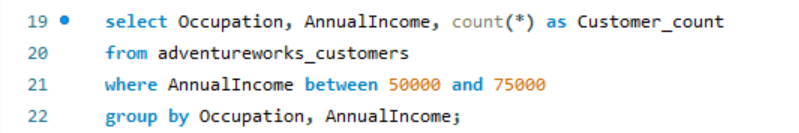 19 select Occupation, AnnualIncome, count(*) as Customer_count
20 from adventureworks_customers
21 where AnnualIncome between 50000 and 75000
22 group by Occupation, AnnualIncome;